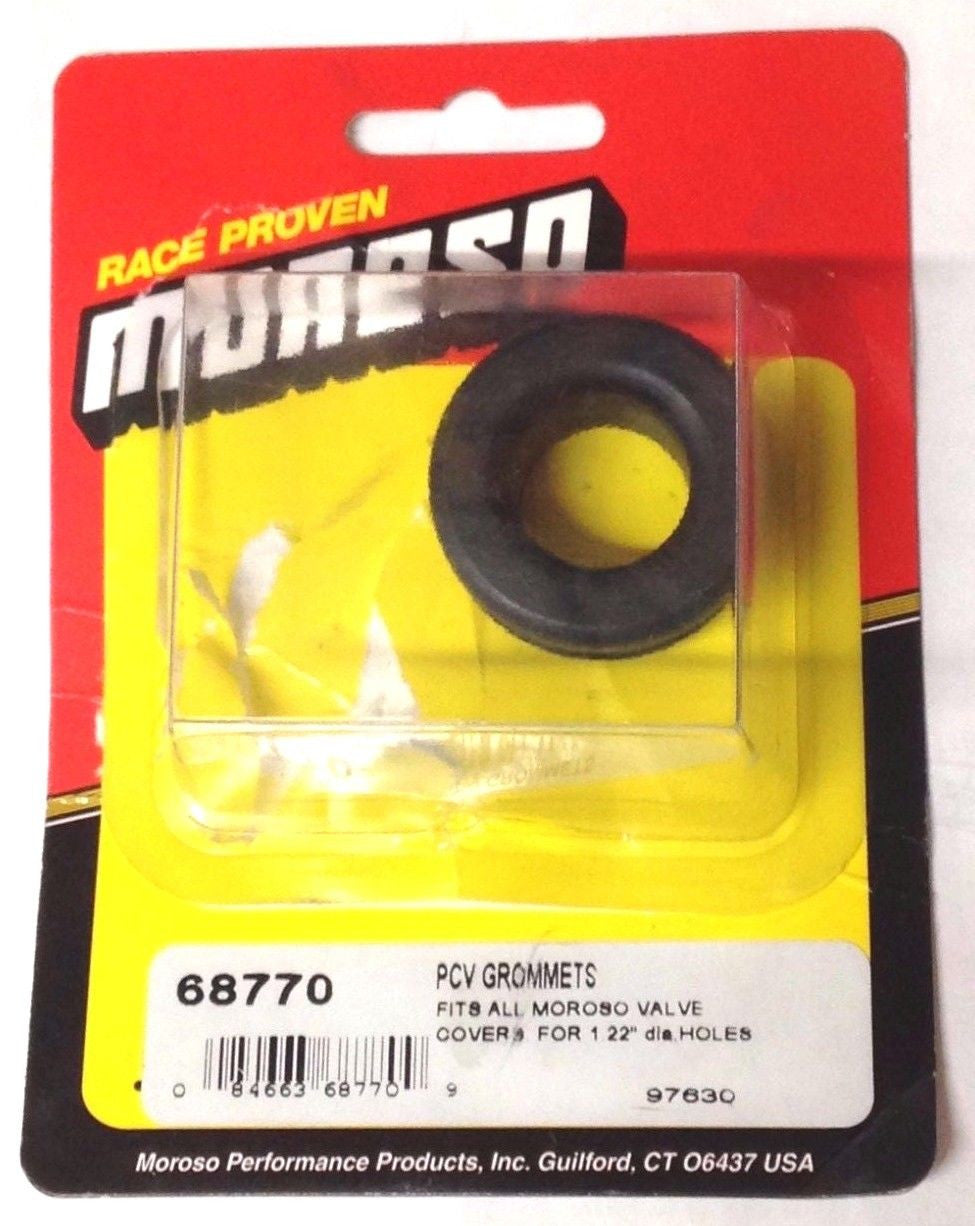 RACE PROVEN
MOROSO
68770
PCV GROMMETS
FITS ALL MOROSO VALVE
COVERS FOR 1.22" dia. HOLES
0 84663 68770 9
97630
Moroso Performance Products, Inc. Guilford, CT 06437 USA